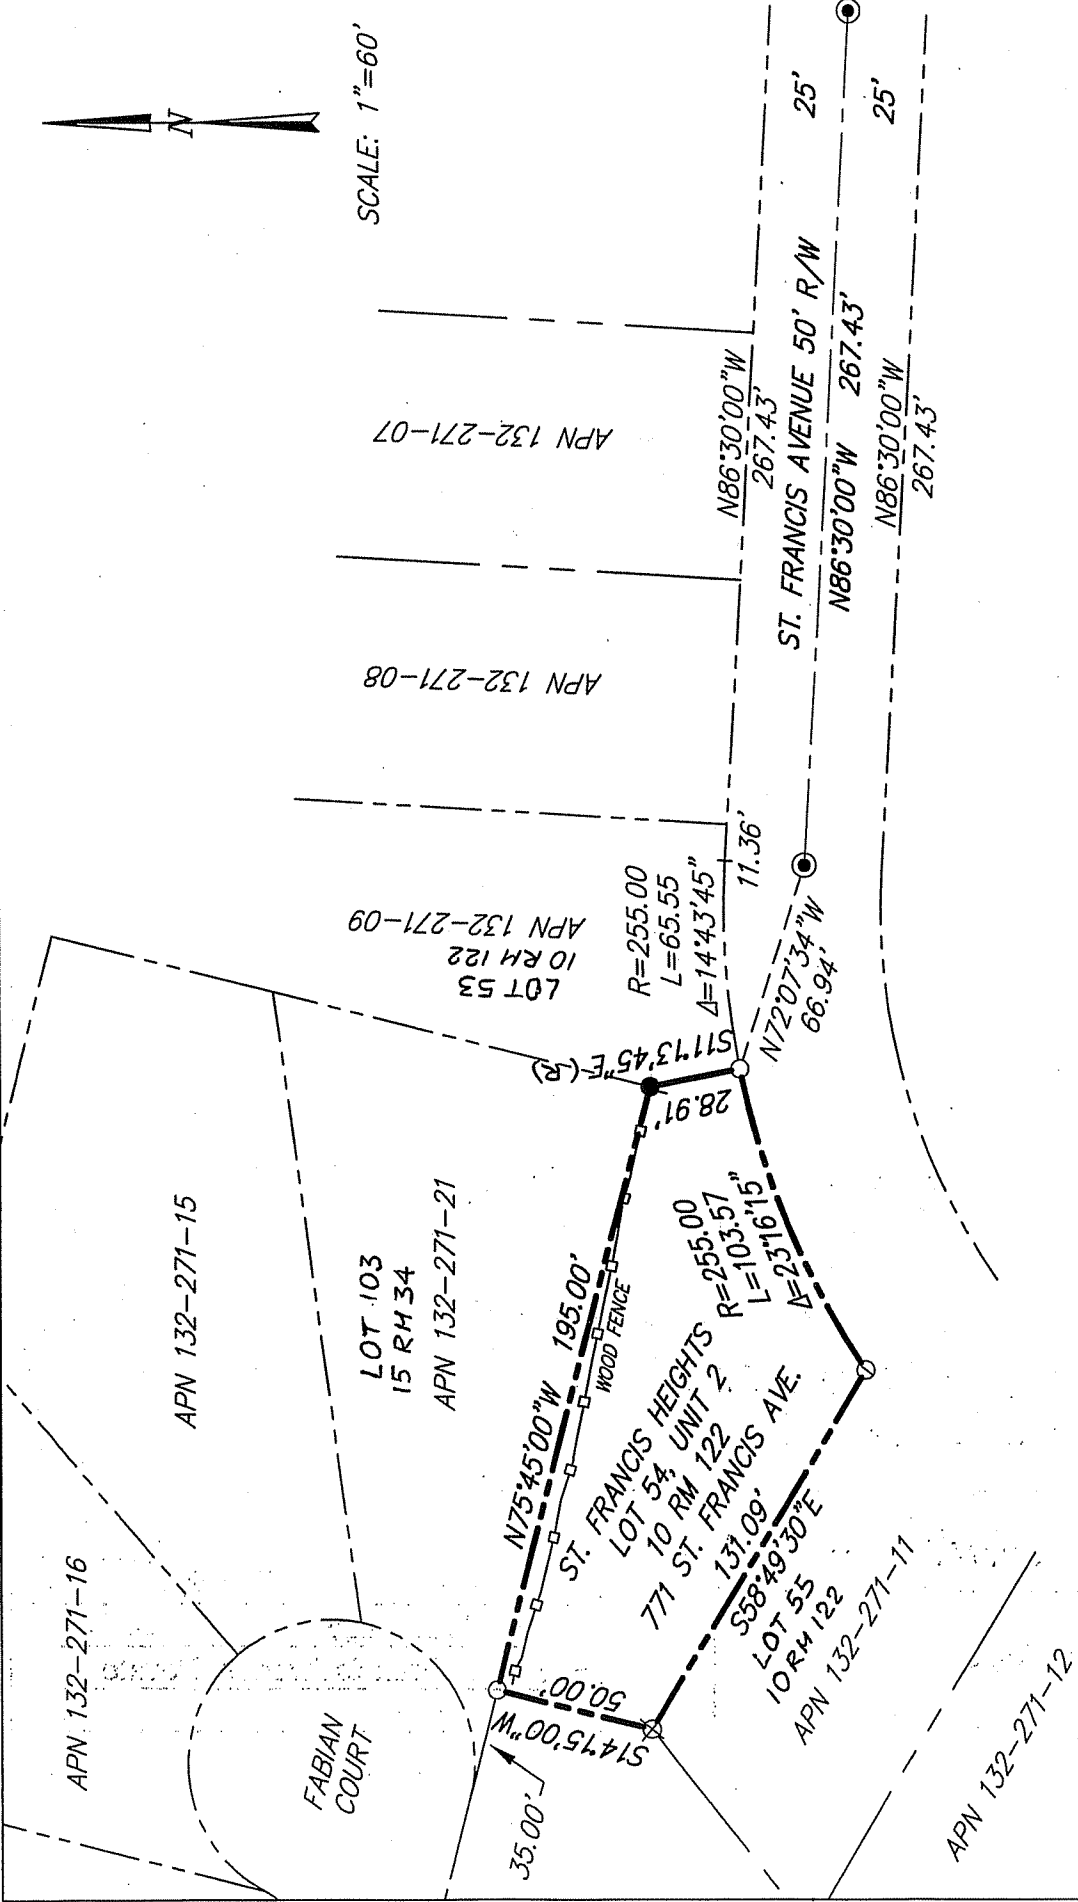 N
SCALE: 1"=60'
APN 132-271-16
APN 132-271-15
FABIAN
COURT
LOT 103
15 RM 34
APN 132-271-21
LOT 53
10 RM 122
APN 132-271-09
APN 132-271-08
APN 132-271-07
35.00'
S14°15'00"W
50.00'
N75°45'00"W 195.00'
WOOD FENCE
S11°13'45"E (R)
28.91'
R=255.00
L=65.55
Δ=14°43'45"
11.36'
N86°30'00"W
267.43'
25'
ST. FRANCIS AVENUE 50' R/W
N86°30'00"W 267.43'
25'
N86°30'00"W
267.43'
N72°07'34"W
66.94'
ST. FRANCIS HEIGHTS
LOT 54, UNIT 2
10 RM 122
771 ST. FRANCIS AVE.
R=255.00
L=103.57
Δ=23°16'15"
131.09'
S58°49'30"E
LOT 55
10 RM 122
APN 132-271-11
APN 132-271-12